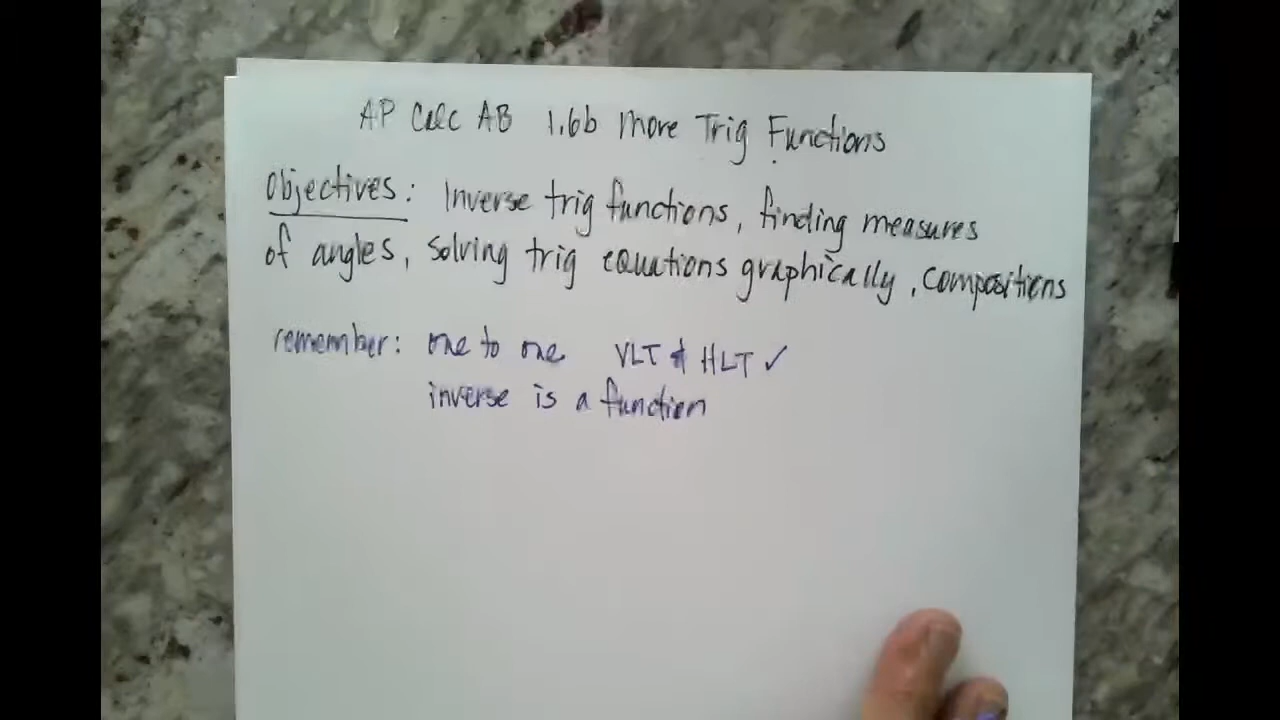 AP Calc AB 1.6b More Trig Functions
Objectives: Inverse trig functions, finding measures
of angles, solving trig equations graphically, compositions
remember: one to one VLT & HLT ✓
inverse is a function